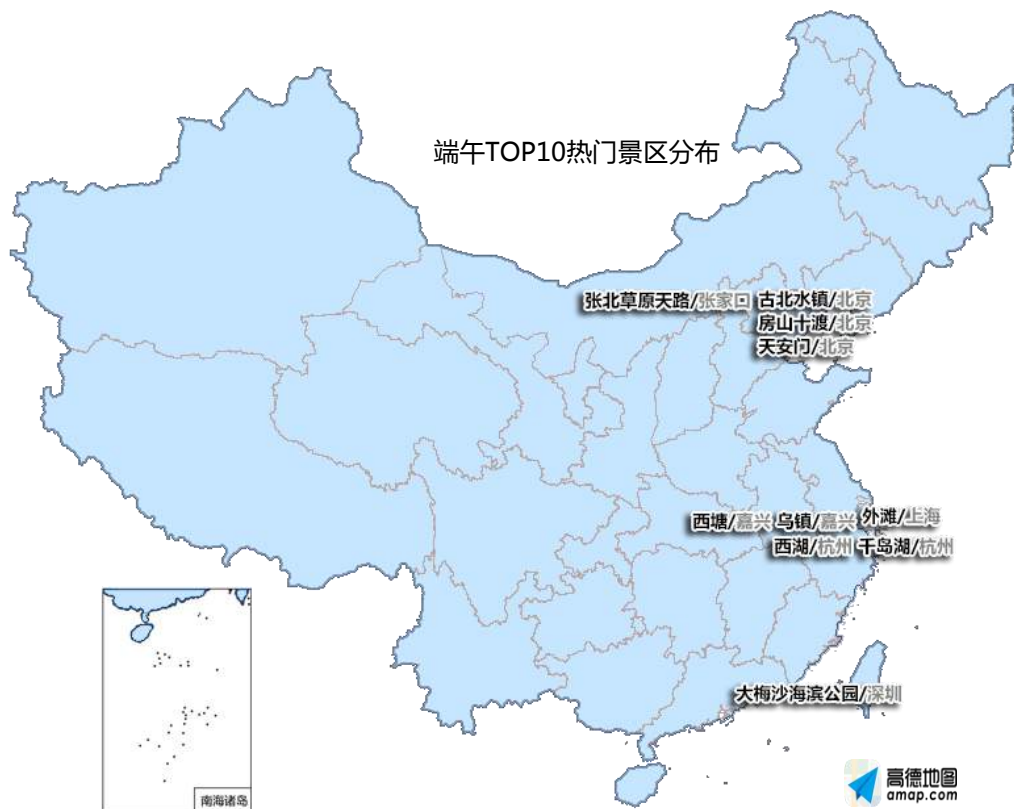 端午TOP10热门景区分布
张北草原天路/张家口 古北水镇/北京
房山十渡/北京
天安门/北京
西塘/嘉兴 乌镇/嘉兴 外滩/上海
西湖/杭州 千岛湖/杭州
大梅沙海滨公园/深圳
南海诸岛
高德地图
amap.com